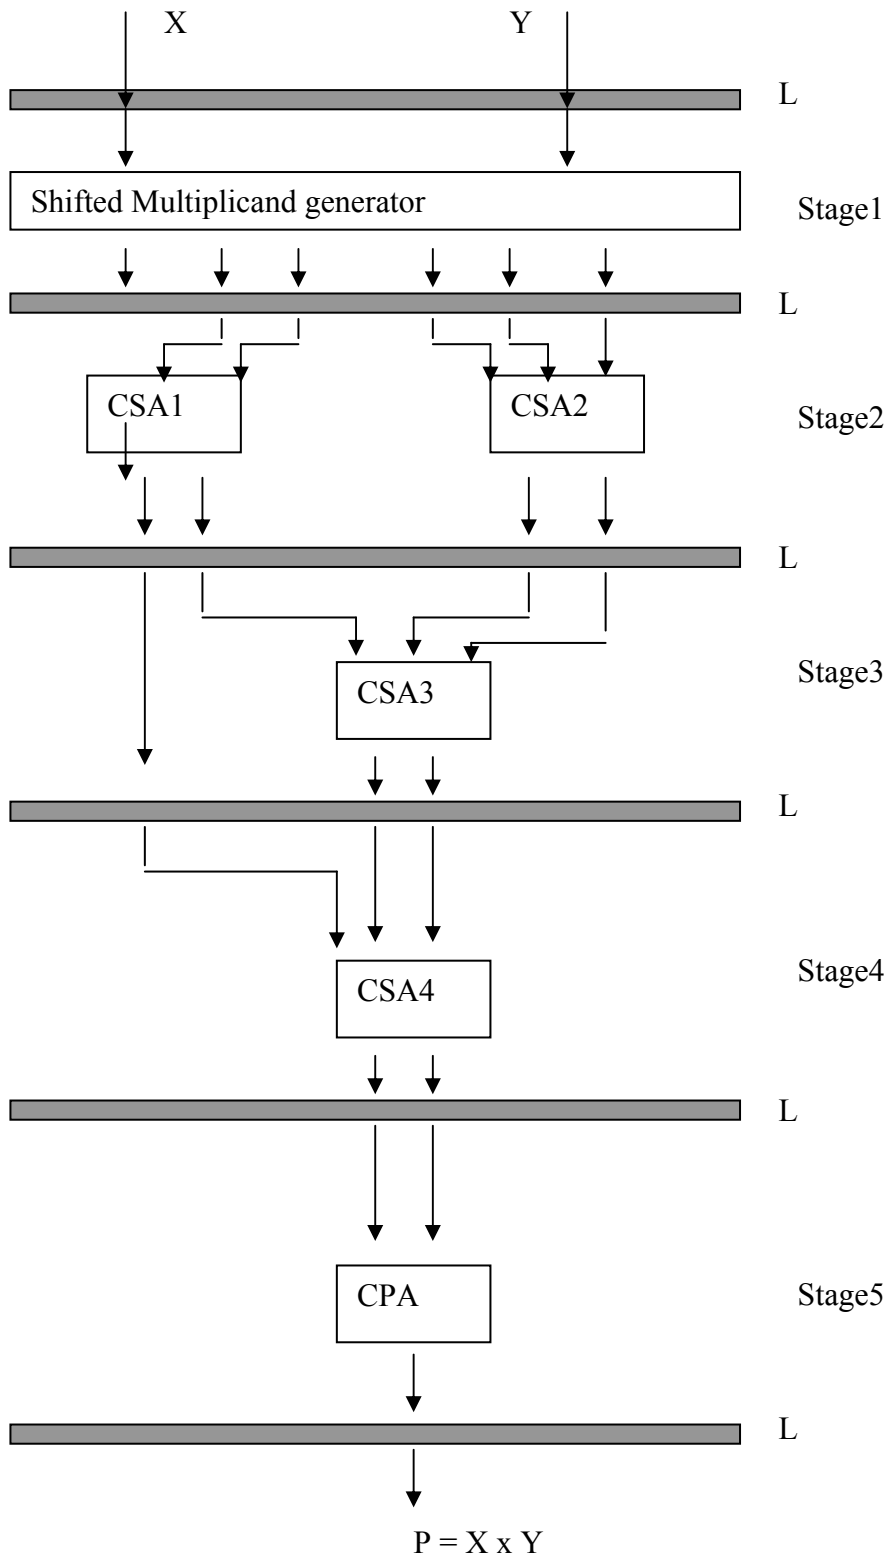 X Y
L
Shifted Multiplicand generator
Stage1
L
CSA1 CSA2
Stage2
L
CSA3
Stage3
L
CSA4
Stage4
L
CPA
Stage5
L
P = X x Y